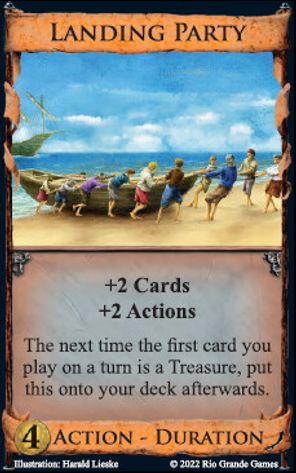 LANDING PARTY
+2 Cards
+2 Actions
The next time the first card you
play on a turn is a Treasure, put
this onto your deck afterwards.
4 ACTION - DURATION
Illustration: Harald Lieske © 2022 Rio Grande Games